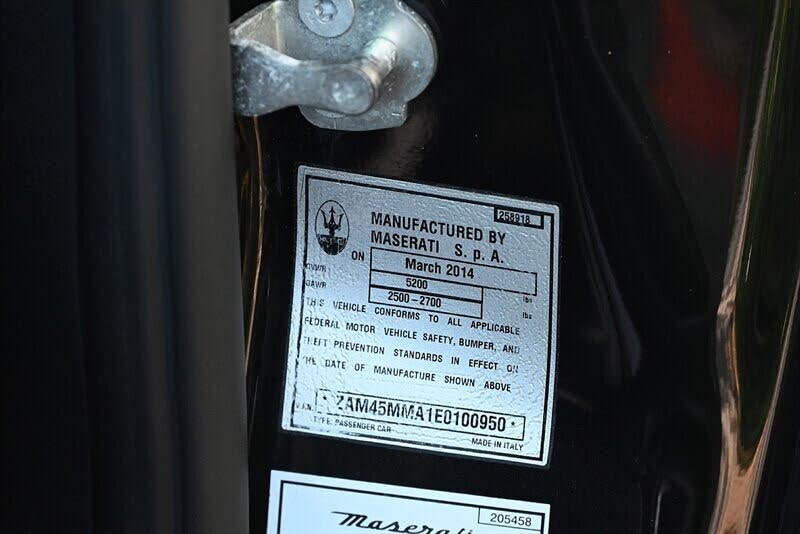 258918
MANUFACTURED BY
MASERATI S. p. A.
ON March 2014
GVWR 5200 lbs
GAWR 2500-2700 lbs
THIS VEHICLE CONFORMS TO ALL APPLICABLE
FEDERAL MOTOR VEHICLE SAFETY, BUMPER, AND
THEFT PREVENTION STANDARDS IN EFFECT ON
THE DATE OF MANUFACTURE SHOWN ABOVE
V.I.N. * ZAM45MMA1E0100950 *
TYPE: PASSENGER CAR MADE IN ITALY
205458
Maserati